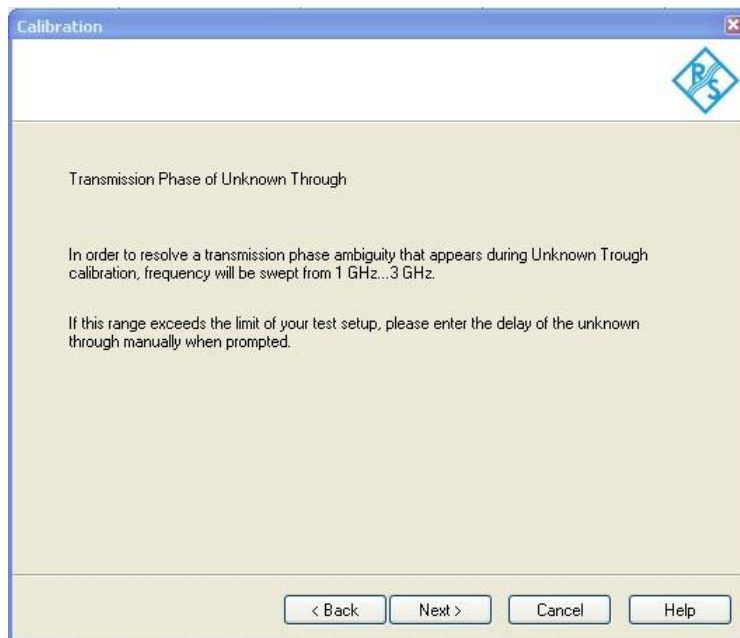 Calibration
R
S
Transmission Phase of Unknown Through
In order to resolve a transmission phase ambiguity that appears during Unknown Trough
calibration, frequency will be swept from 1 GHz...3 GHz.
If this range exceeds the limit of your test setup, please enter the delay of the unknown
through manually when prompted.
< Back Next > Cancel Help